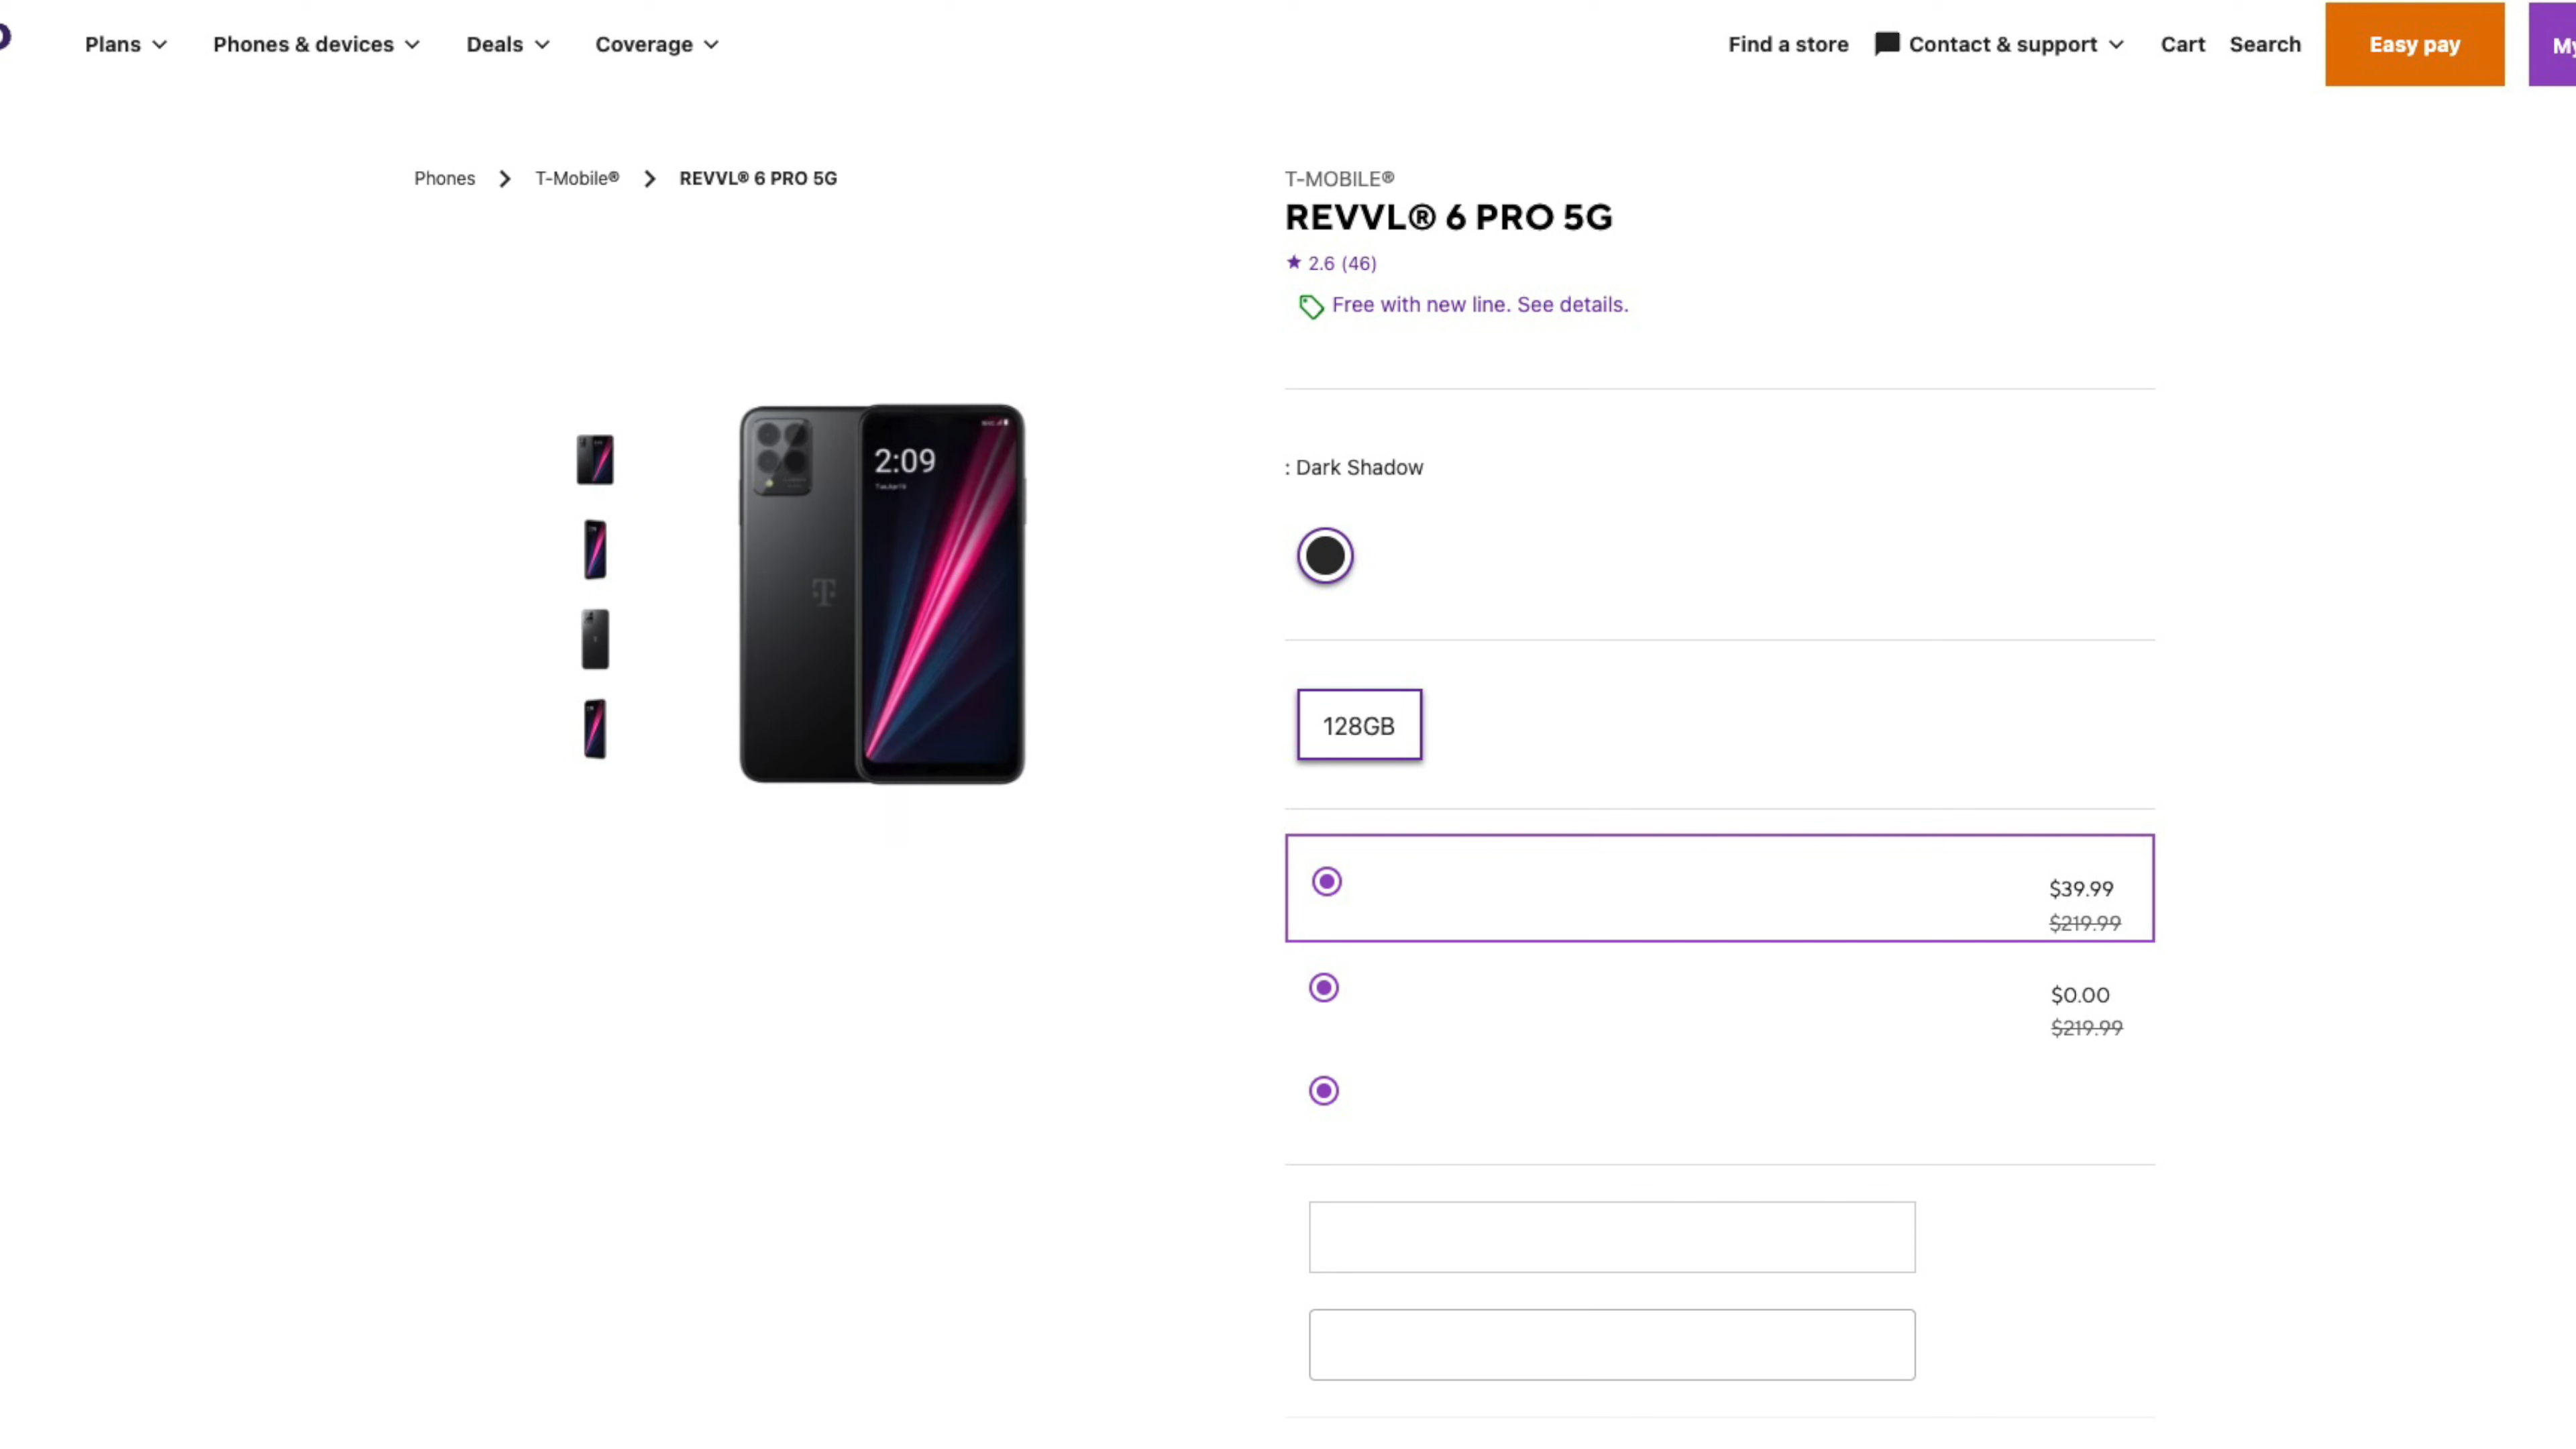 Plans
Phones & devices
Deals
Coverage
Find a store
Contact & support
Cart
Search
Easy pay
Phones
T-Mobile®
REVVL® 6 PRO 5G
T-MOBILE®
REVVL® 6 PRO 5G
2.6 (46)
Free with new line. See details.
2:09
: Dark Shadow
128GB
$39.99
$219.99
$0.00
$219.99